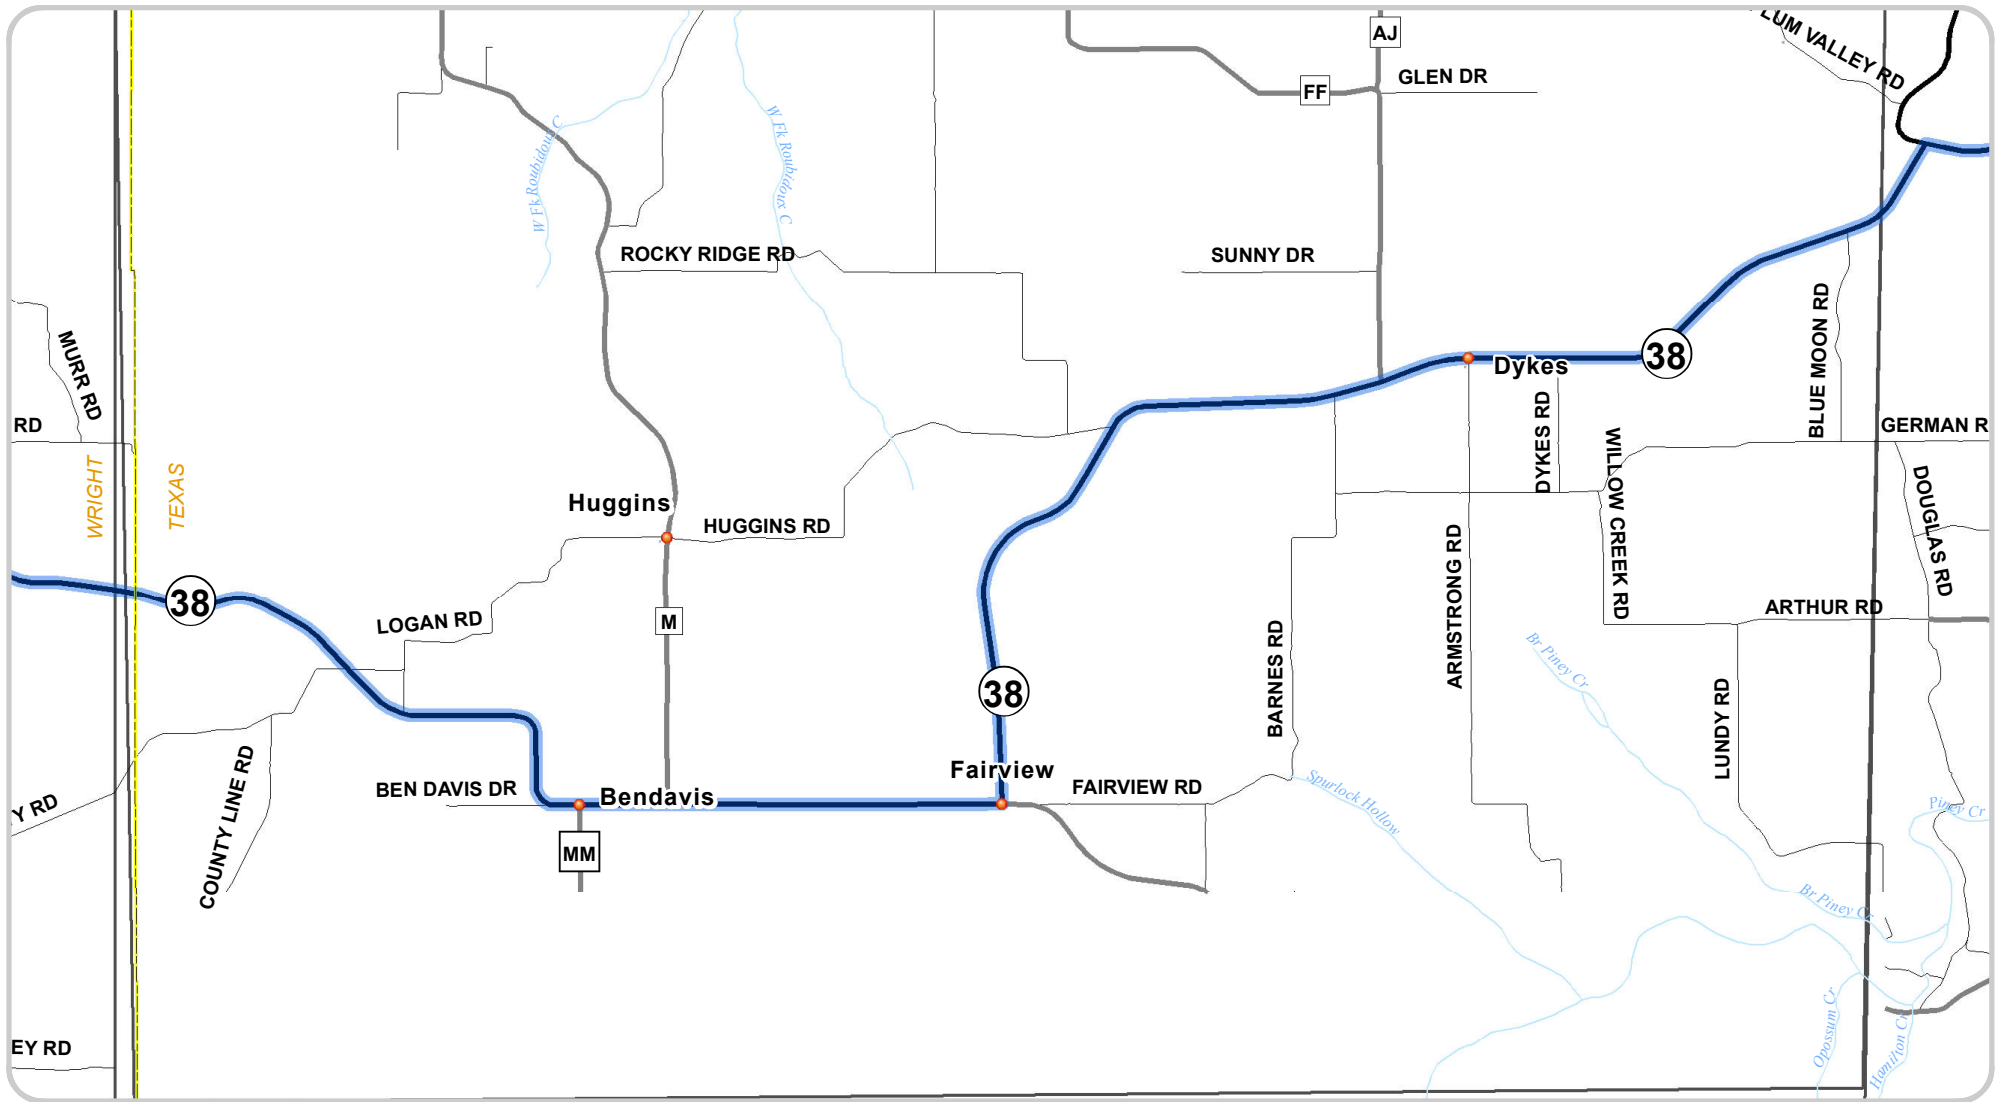 AJ
LUM VALLEY RD
GLEN DR
FF
W Fk Roubidoux C
W Fk Roubidoux C
ROCKY RIDGE RD
SUNNY DR
MURR RD
BLUE MOON RD
38
Dykes
RD
DYKES RD
GERMAN R
WRIGHT
TEXAS
WILLOW CREEK RD
DOUGLAS RD
Huggins
HUGGINS RD
ARMSTRONG RD
38
LOGAN RD
M
ARTHUR RD
BARNES RD
Br Piney Cr
38
LUNDY RD
COUNTY LINE RD
Fairview
BEN DAVIS DR
Bendavis
FAIRVIEW RD
Spurlock Hollow
Y RD
Piney Cr
MM
Br Piney Cr
EY RD
Opossum Cr
Hamilton Cr